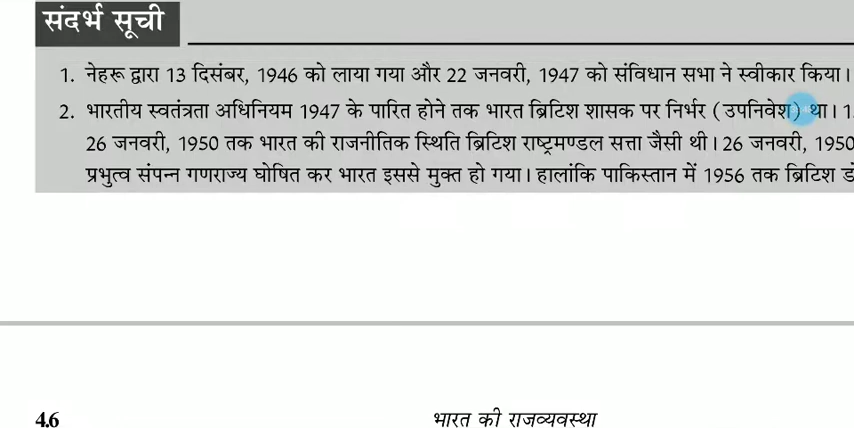 संदर्भ सूची
1. नेहरू द्वारा 13 दिसंबर, 1946 को लाया गया और 22 जनवरी, 1947 को संविधान सभा ने स्वीकार किया।
2. भारतीय स्वतंत्रता अधिनियम 1947 के पारित होने तक भारत ब्रिटिश शासक पर निर्भर (उपनिवेश) था। 1
26 जनवरी, 1950 तक भारत की राजनीतिक स्थिति ब्रिटिश राष्ट्रमण्डल सत्ता जैसी थी। 26 जनवरी, 1950
प्रभुत्व संपन्न गणराज्य घोषित कर भारत इससे मुक्त हो गया। हालांकि पाकिस्तान में 1956 तक ब्रिटिश
4.6 भारत की राजव्यवस्था